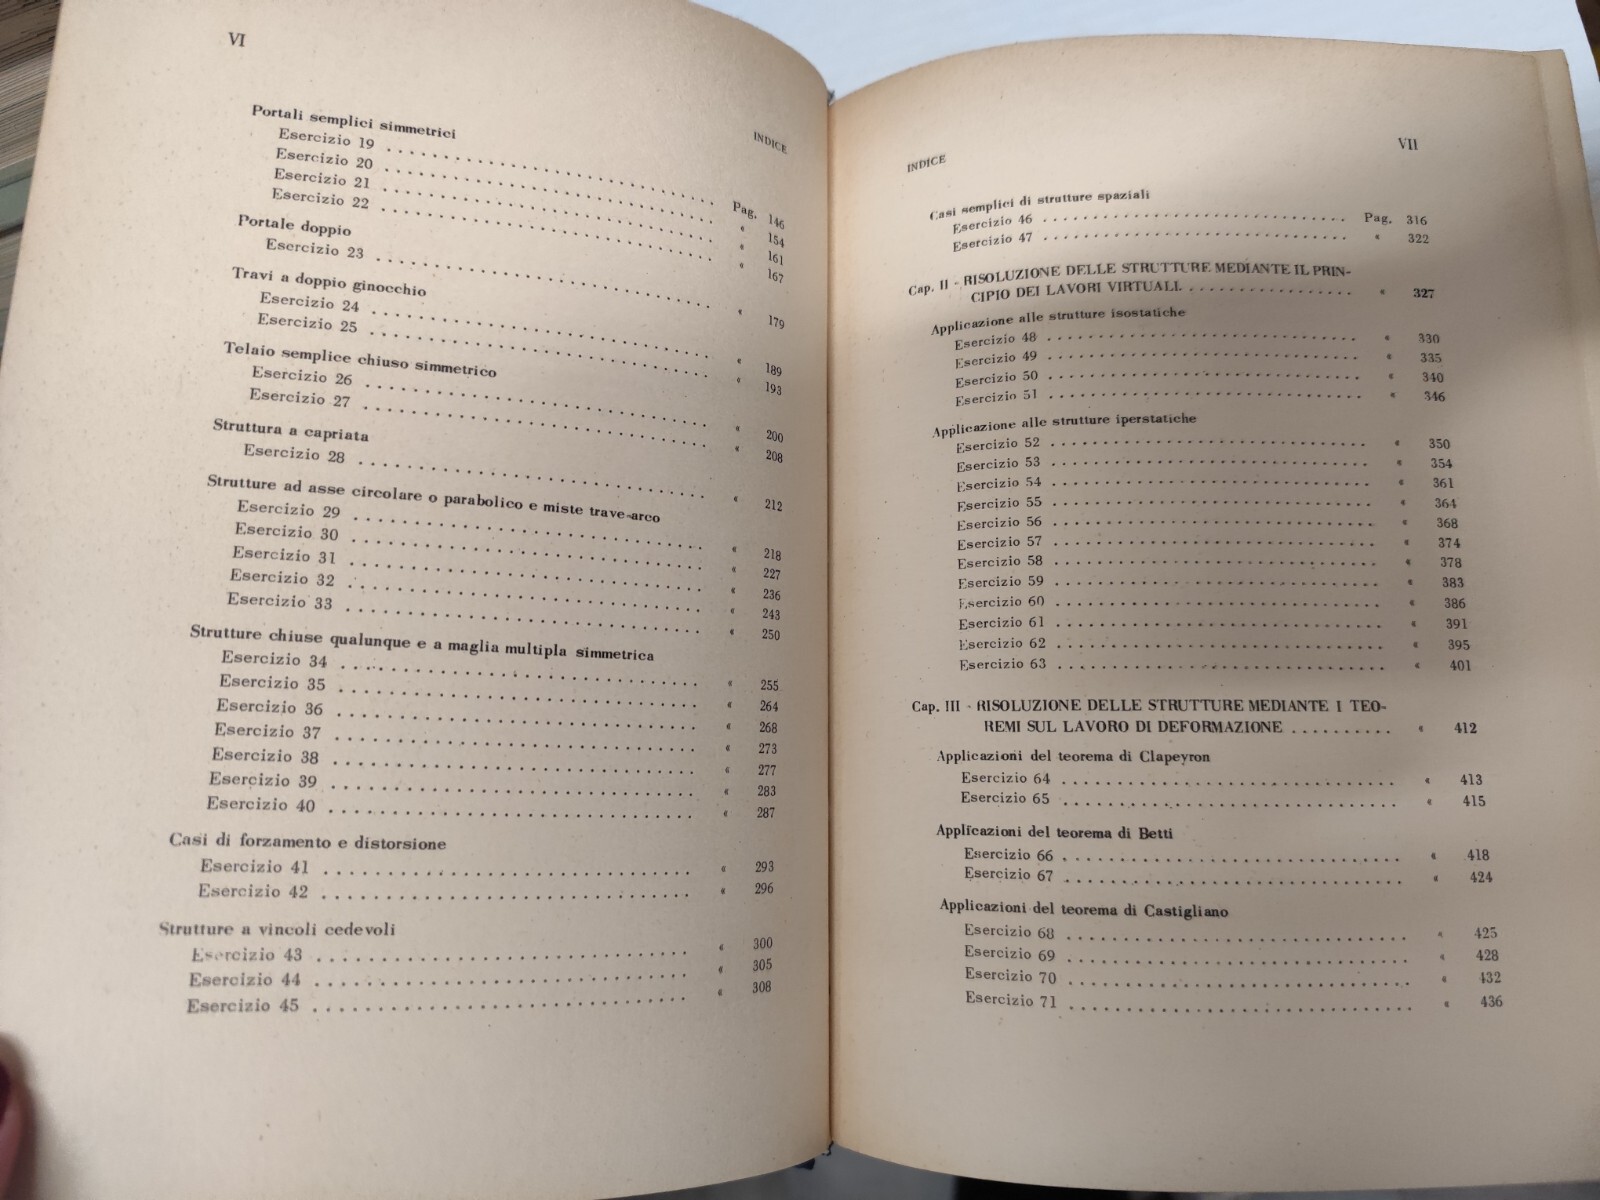 VI
INDICE
Portali semplici simmetrici
Esercizio 19 . . . . . . . . . . Pag. 146
Esercizio 20 . . . . . . . . . . « 154
Esercizio 21 . . . . . . . . . . « 161
Esercizio 22 . . . . . . . . . . « 167
Portale doppio
Esercizio 23 . . . . . . . . . . « 179
Travi a doppio ginocchio
Esercizio 24 . . . . . . . . . . « 189
Esercizio 25 . . . . . . . . . . « 193
Telaio semplice chiuso simmetrico
Esercizio 26 . . . . . . . . . . « 200
Esercizio 27 . . . . . . . . . . « 208
Struttura a capriata
Esercizio 28 . . . . . . . . . . « 212
Strutture ad asse circolare o parabolico e miste trave-arco
Esercizio 29 . . . . . . . . . . « 218
Esercizio 30 . . . . . . . . . . « 227
Esercizio 31 . . . . . . . . . . « 236
Esercizio 32 . . . . . . . . . . « 243
Esercizio 33 . . . . . . . . . . « 250
Strutture chiuse qualunque e a maglia multipla simmetrica
Esercizio 34 . . . . . . . . . . « 255
Esercizio 35 . . . . . . . . . . « 264
Esercizio 36 . . . . . . . . . . « 268
Esercizio 37 . . . . . . . . . . « 273
Esercizio 38 . . . . . . . . . . « 277
Esercizio 39 . . . . . . . . . . « 283
Esercizio 40 . . . . . . . . . . « 287
Casi di forzamento e distorsione
Esercizio 41 . . . . . . . . . . « 293
Esercizio 42 . . . . . . . . . . « 296
Strutture a vincoli cedevoli
Esercizio 43 . . . . . . . . . . « 300
Esercizio 44 . . . . . . . . . . « 305
Esercizio 45 . . . . . . . . . . « 308
INDICE
VII
Casi semplici di strutture spaziali
Esercizio 46 . . . . . . . . . . Pag. 316
Esercizio 47 . . . . . . . . . . « 322
Cap. II - RISOLUZIONE DELLE STRUTTURE MEDIANTE IL PRIN-
CIPIO DEI LAVORI VIRTUALI . . . . . . . . . . « 327
Applicazione alle strutture isostatiche
Esercizio 48 . . . . . . . . . . « 330
Esercizio 49 . . . . . . . . . . « 335
Esercizio 50 . . . . . . . . . . « 340
Esercizio 51 . . . . . . . . . . « 346
Applicazione alle strutture iperstatiche
Esercizio 52 . . . . . . . . . . « 350
Esercizio 53 . . . . . . . . . . « 354
Esercizio 54 . . . . . . . . . . « 361
Esercizio 55 . . . . . . . . . . « 364
Esercizio 56 . . . . . . . . . . « 368
Esercizio 57 . . . . . . . . . . « 374
Esercizio 58 . . . . . . . . . . « 378
Esercizio 59 . . . . . . . . . . « 383
Esercizio 60 . . . . . . . . . . « 386
Esercizio 61 . . . . . . . . . . « 391
Esercizio 62 . . . . . . . . . . « 395
Esercizio 63 . . . . . . . . . . « 401
Cap. III - RISOLUZIONE DELLE STRUTTURE MEDIANTE I TEO-
REMI SUL LAVORO DI DEFORMAZIONE . . . . . . . . . . « 412
Applicazioni del teorema di Clapeyron
Esercizio 64 . . . . . . . . . . « 413
Esercizio 65 . . . . . . . . . . « 415
Applicazioni del teorema di Betti
Esercizio 66 . . . . . . . . . . « 418
Esercizio 67 . . . . . . . . . . « 424
Applicazioni del teorema di Castigliano
Esercizio 68 . . . . . . . . . . « 425
Esercizio 69 . . . . . . . . . . « 428
Esercizio 70 . . . . . . . . . . « 432
Esercizio 71 . . . . . . . . . . « 436